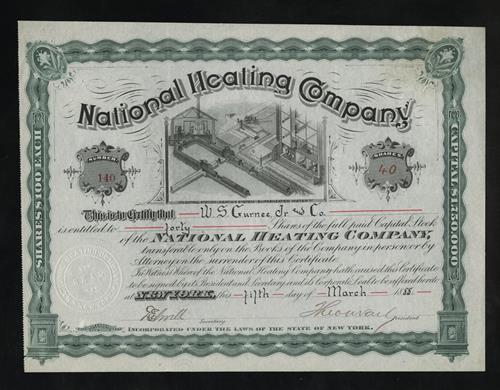 National Heating Company
NUMBER
140
SHARES
40
SHARES $100 EACH
This is to Certify that W. S. Gurnee, Jr. and Co.
is entitled to forty Shares of the full paid Capital Stock
of the NATIONAL HEATING COMPANY,
transferable only on the Books of the Company in person or by
Attorney on the surrender of this Certificate.
In Witness Whereof the National Heating Company hath caused this Certificate
to be signed by its President and Secretary and its Corporate Seal to be affixed hereto
at NEW YORK, this fifth day of March 1888.
Secretary
President
INCORPORATED UNDER THE LAWS OF THE STATE OF NEW YORK.